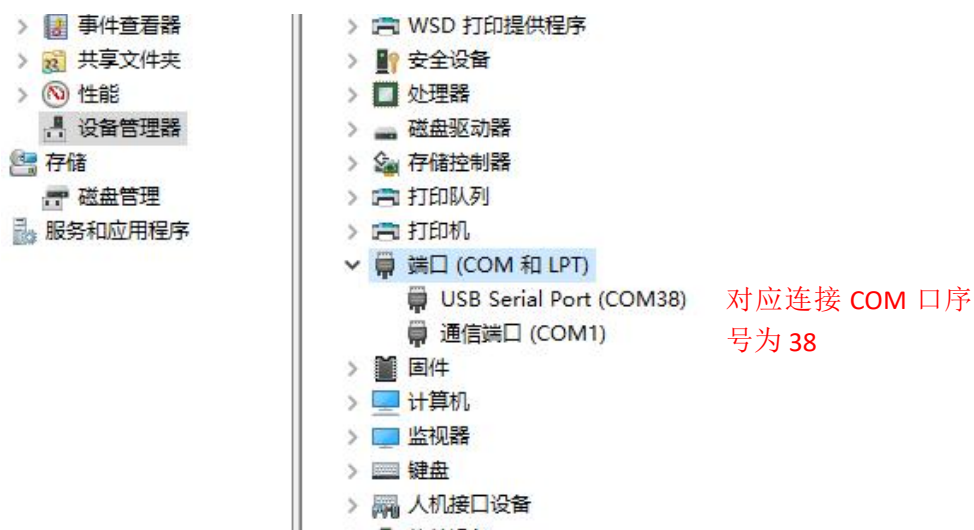 事件查看器
共享文件夹
性能
设备管理器
存储
磁盘管理
服务和应用程序
WSD 打印提供程序
安全设备
处理器
磁盘驱动器
存储控制器
打印队列
打印机
端口 (COM 和 LPT)
USB Serial Port (COM38)
通信端口 (COM1)
固件
计算机
监视器
键盘
人机接口设备
对应连接 COM 口序
号为 38